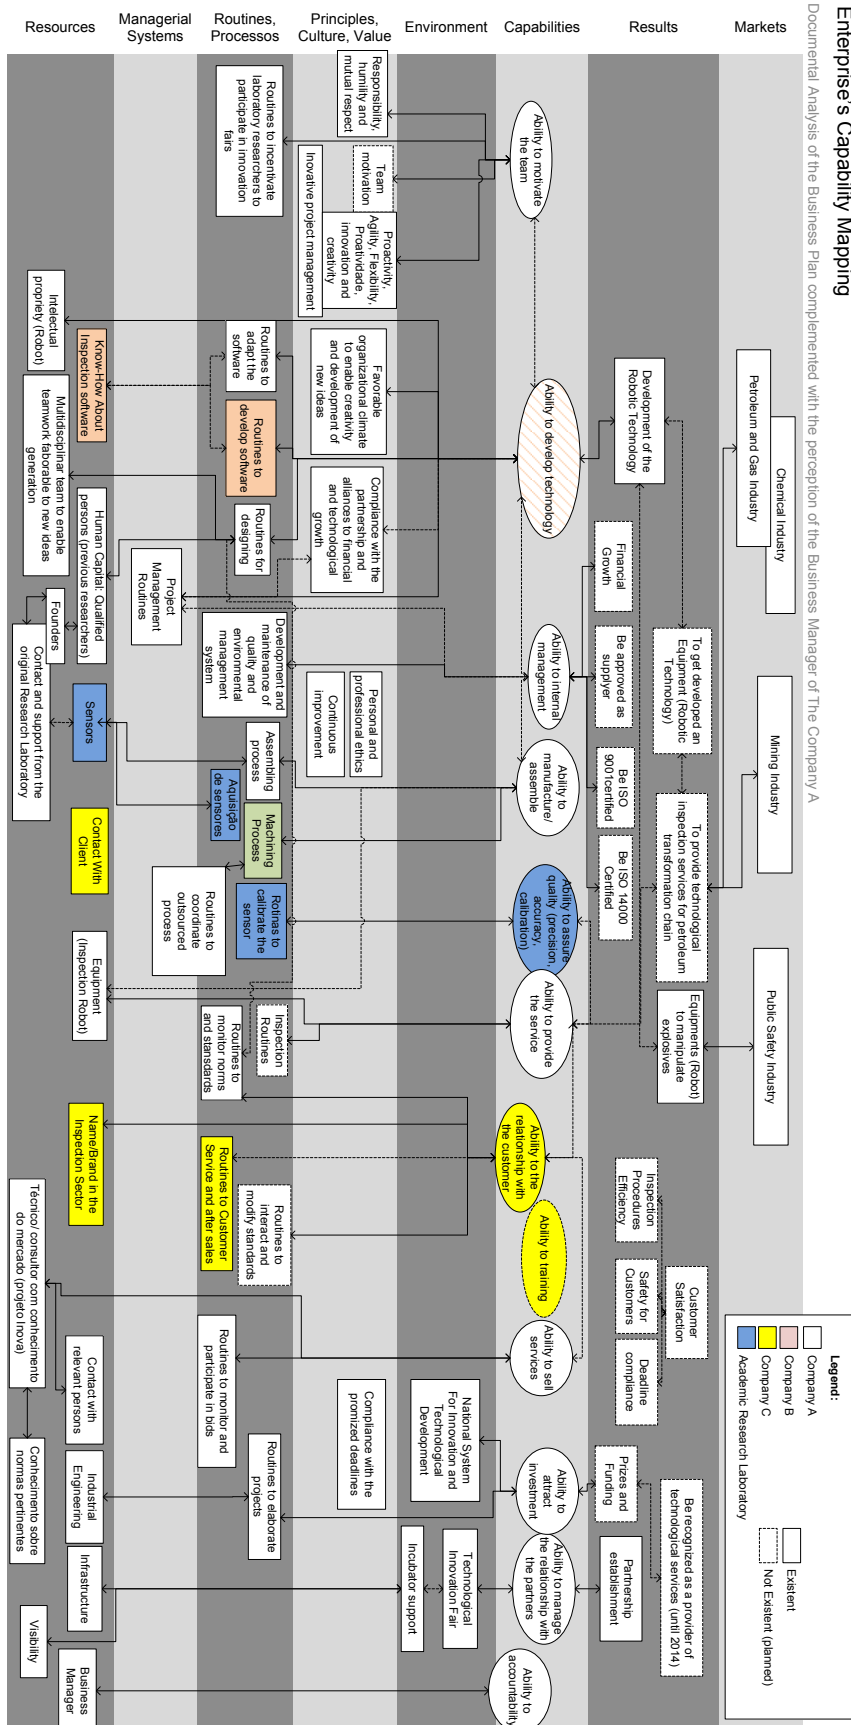 Enterprise's Capability Mapping
Documental Analysis of the Business Plan complemented with the perception of the Business Manager of The Company A
Markets
Chemical Industry
Petroleum and Gas Industry
Mining Industry
Public Safety Industry
Legend:
Company A
Company B
Company C
Academic Research Laboratory
Existent
Not Existent (planned)
Results
Development of the
Robotic Technology
Financial
Growth
Be approved as
supplyer
To get developed an
Equipment (Robotic
Technology)
Be ISO
9001certified
Be ISO 14000
Certified
To provide technological
inspection services for petroleum
transformation chain
Equipments (Robot)
to manipulate
explosives
Inspection
Procedures
Efficiency
Safety for
Customers
Customer
Satisfaction
Deadline
compliance
Prizes and
Funding
Be recognized as a provider of
technological services (until 2014)
Partnership
establishment
Capabilities
Ability to motivate
the team
Ability to develop technology
Ability to internal
management
Ability to
manufacture/
assemble
Ability to assure
quality (precision,
accuracy,
calibration)
Ability to provide
the service
Ability to the
relationship with
the customer
Ability to training
Ability to sell
services
Ability to
attract
investment
Ability to manage
the relationship with
the partners
Ability to
accountability
Environment
National System
For Innovation and
Technological
Development
Technological
Innovation Fair
Incubator support
Principles,
Culture, Value
Responsibility,
humility and
mutual respect
Team
motivation
Proactivity,
Agility, Flexibility,
Proatividade,
innovation and
creativity
Inovative project management
Favorable
organizational climate
to enable creativity
and development of
new ideas
Compliance with the
partnership and
alliances to financial
and technological
growth
Personal and
professional ethics
Continuous
improvement
Compliance with the
promized deadlines
Routines,
Processos
Routines to incentivate
laboratory researchers to
participate in innovation
fairs
Routines to
adapt the
software
Routines to
develop software
Routines for
designing
Development and
maintenance of
quality and
environmental
management
system
Assembling
process
Aquisição
de sensores
Machining
Process
Rotinas to
calibrate the
sensor
Inspection
Routines
Routines to
monitor norms
and stansdards
Routines to Customer
Service and after sales
Routines to
interact and
modify standards
Routines to monitor and
participate in bids
Routines to elaborate
projects
Managerial
Systems
Project
Management
Routines
Routines to
coordinate
outsourced
process
Resources
Intelectual
propriety (Robot)
Know-How About
Inspection software
Multidisciplinar team to enable
teamwork faborable to new ideas
generation
Human Capital: Qualified
persons (previous researchers)
Founders
Contact and support from the
original Research Laboratory
Sensors
Contact With
Client
Equipment
(Inspection Robot)
Name/Brand in the
Inspection Sector
Técnico/ consultor com conhecimento
do mercado (projeto Inova)
Contact with
relevant persons
Conhecimento sobre
normas pertinentes
Industrial
Engineering
Infrastructure
Visibility
Business
Manager